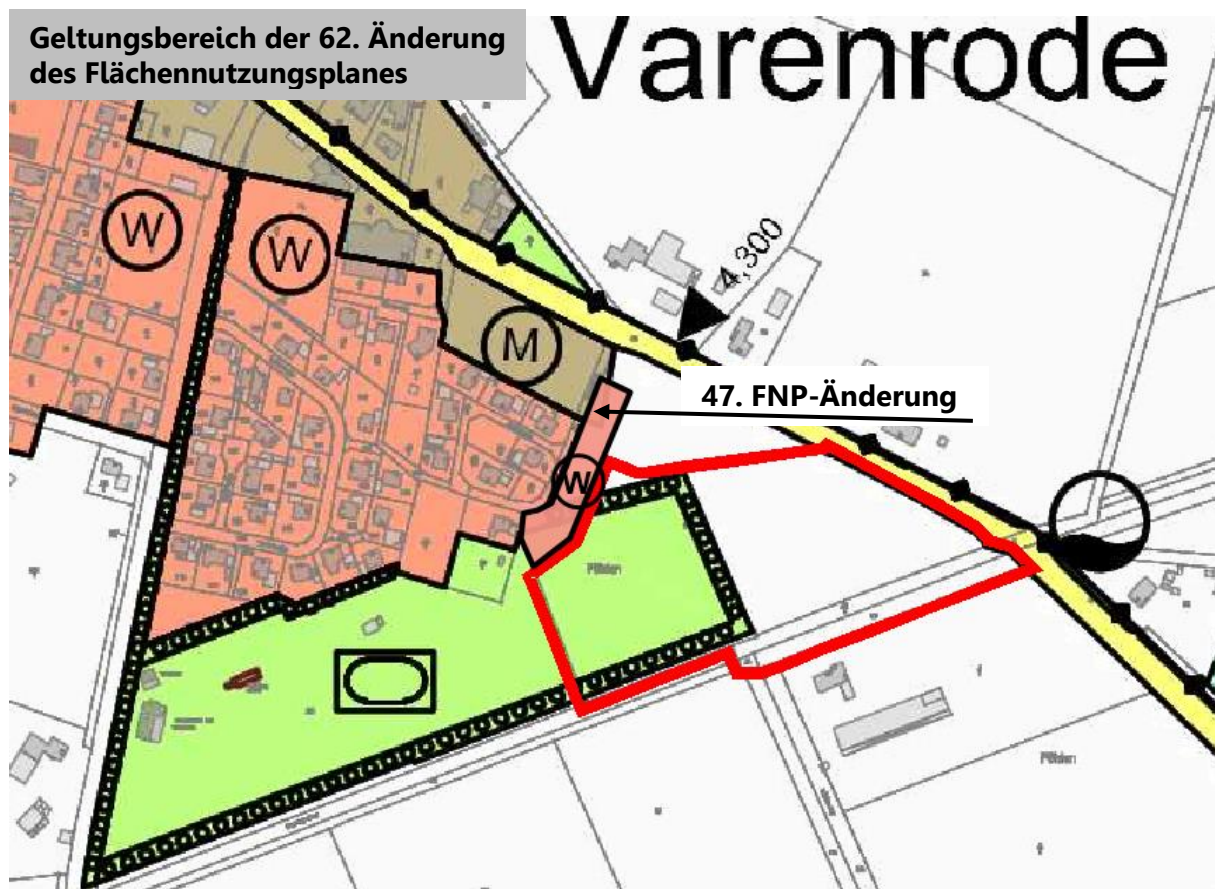 Geltungsbereich der 62. Änderung
des Flächennutzungsplanes
Varenrode
W
W
4,300
M
47. FNP-Änderung
W